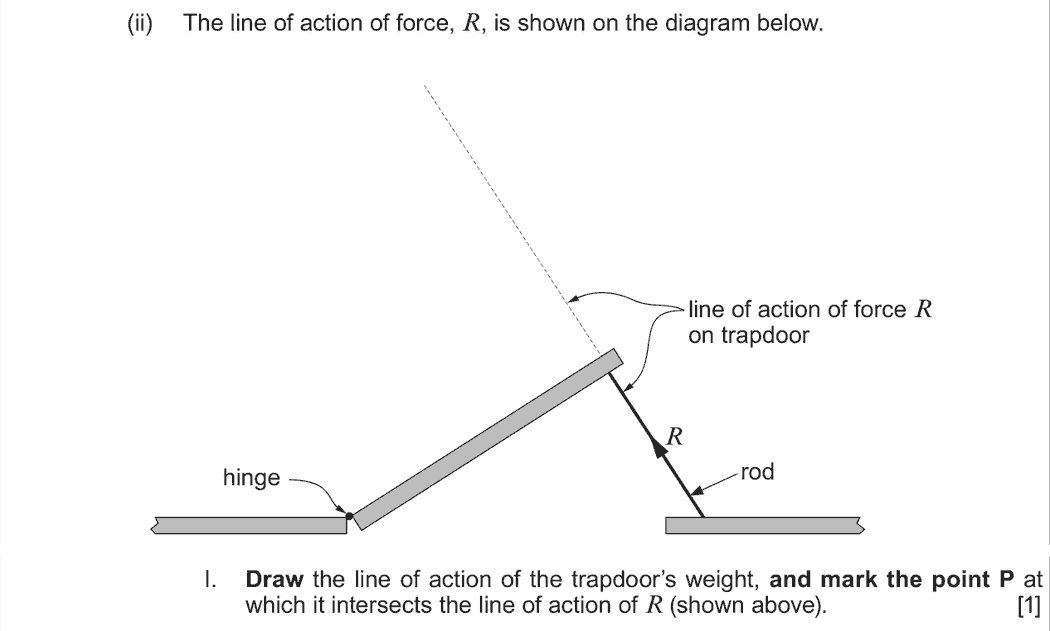 (ii) The line of action of force, R, is shown on the diagram below.
line of action of force R
on trapdoor
R
hinge
rod
I. Draw the line of action of the trapdoor's weight, and mark the point P at
which it intersects the line of action of R (shown above). [1]